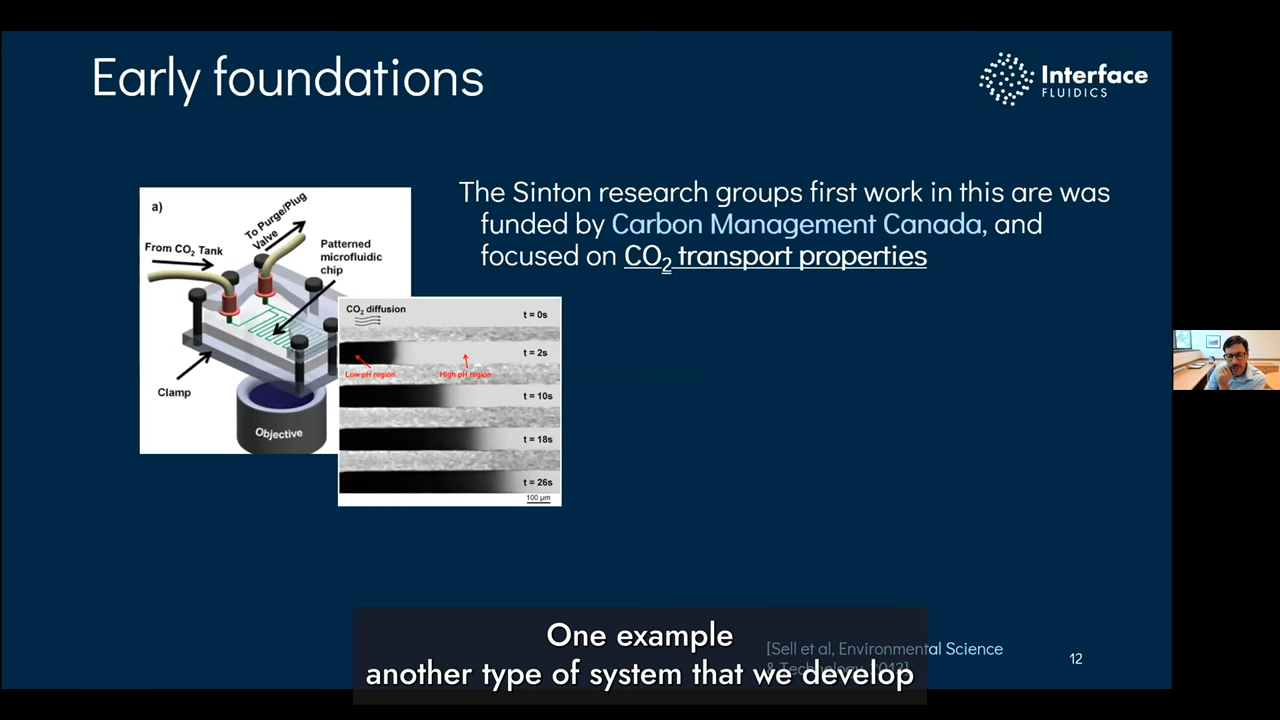 Early foundations
Interface
FLUIDICS
The Sinton research groups first work in this are was
funded by Carbon Management Canada, and
focused on CO₂ transport properties
a)
From CO₂ Tank
To Purge/Plug
Valve
Patterned
microfluidic
chip
Clamp
Objective
CO₂ diffusion
t = 0s
t = 2s
Low pH region
High pH region
t = 10s
t = 18s
t = 26s
100 µm
One example
another type of system that we develop
[Sell et al, Environmental Science
& Technology, 2013]
12